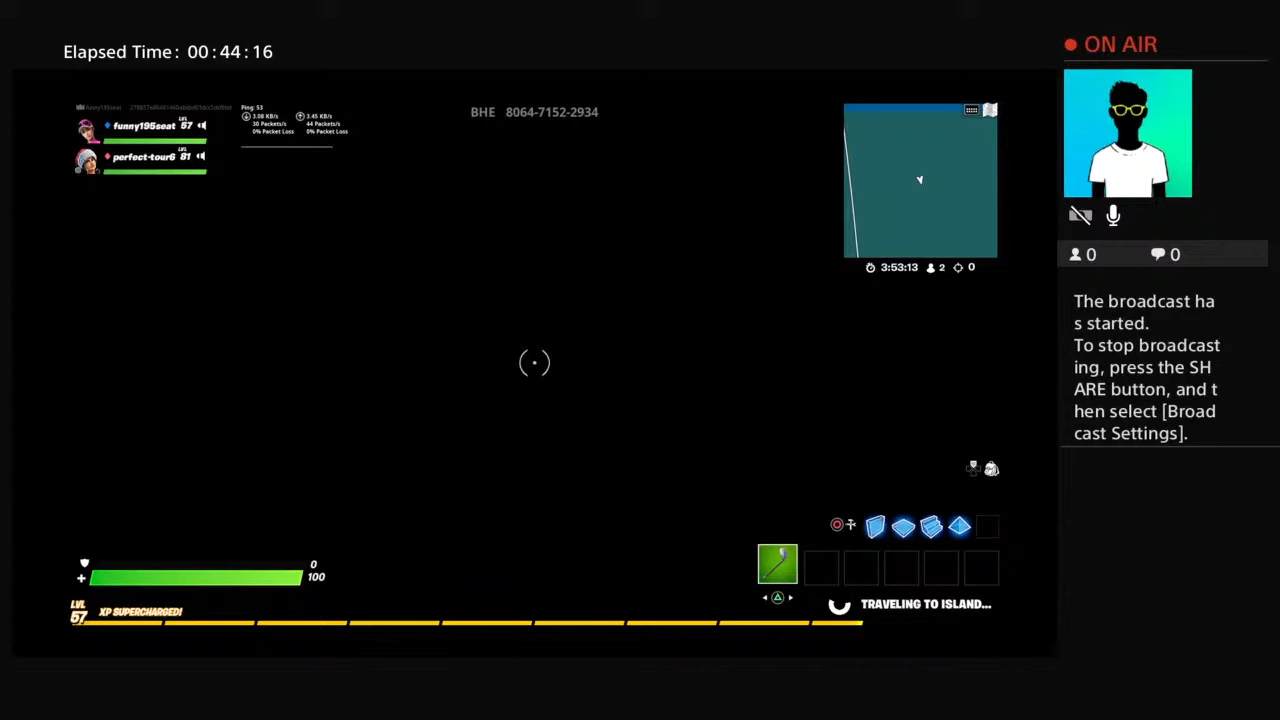 Elapsed Time: 00:44:16
ON AIR
Ping: 53
3.08 KB/s 3.45 KB/s
30 Packets/s 44 Packets/s
0% Packet Loss 0% Packet Loss
funny195seat
funny195seat LVL 57
perfect-tour6 81
BHE 8064-7152-2934
3:53:13 2 0
0 0
The broadcast ha
s started.
To stop broadcast
ing, press the SH
ARE button, and t
hen select [Broad
cast Settings].
0
100
LVL
57 XP SUPERCHARGED!
TRAVELING TO ISLAND...